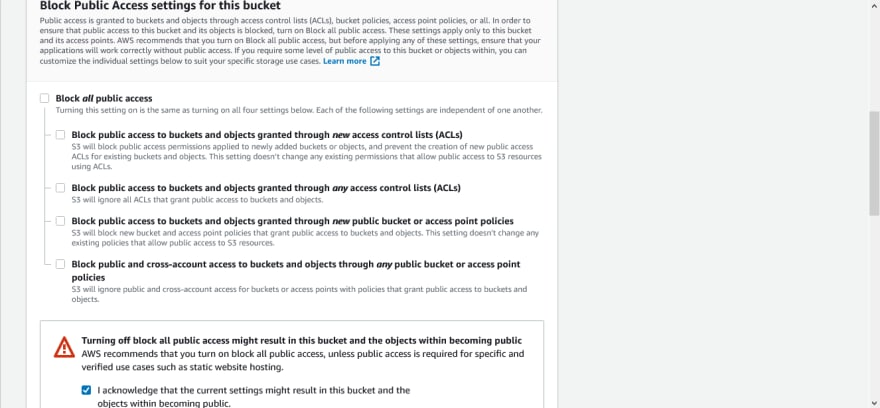 Block Public Access settings for this bucket
Public access is granted to buckets and objects through access control lists (ACLs), bucket policies, access point policies, or all. In order to
ensure that public access to this bucket and its objects is blocked, turn on Block all public access. These settings apply only to this bucket
and its access points. AWS recommends that you turn on Block all public access, but before applying any of these settings, ensure that your
applications will work correctly without public access. If you require some level of public access to this bucket or objects within, you can
customize the individual settings below to suit your specific storage use cases. Learn more
Block all public access
Turning this setting on is the same as turning on all four settings below. Each of the following settings are independent of one another.
Block public access to buckets and objects granted through new access control lists (ACLs)
S3 will block public access permissions applied to newly added buckets or objects, and prevent the creation of new public access
ACLs for existing buckets and objects. This setting doesn't change any existing permissions that allow public access to S3 resources
using ACLs.
Block public access to buckets and objects granted through any access control lists (ACLs)
S3 will ignore all ACLs that grant public access to buckets and objects.
Block public access to buckets and objects granted through new public bucket or access point policies
S3 will block new bucket and access point policies that grant public access to buckets and objects. This setting doesn't change any
existing policies that allow public access to S3 resources.
Block public and cross-account access to buckets and objects through any public bucket or access point
policies
S3 will ignore public and cross-account access for buckets or access points with policies that grant public access to buckets and
objects.
Turning off block all public access might result in this bucket and the objects within becoming public
AWS recommends that you turn on block all public access, unless public access is required for specific and
verified use cases such as static website hosting.
I acknowledge that the current settings might result in this bucket and the
objects within becoming public.